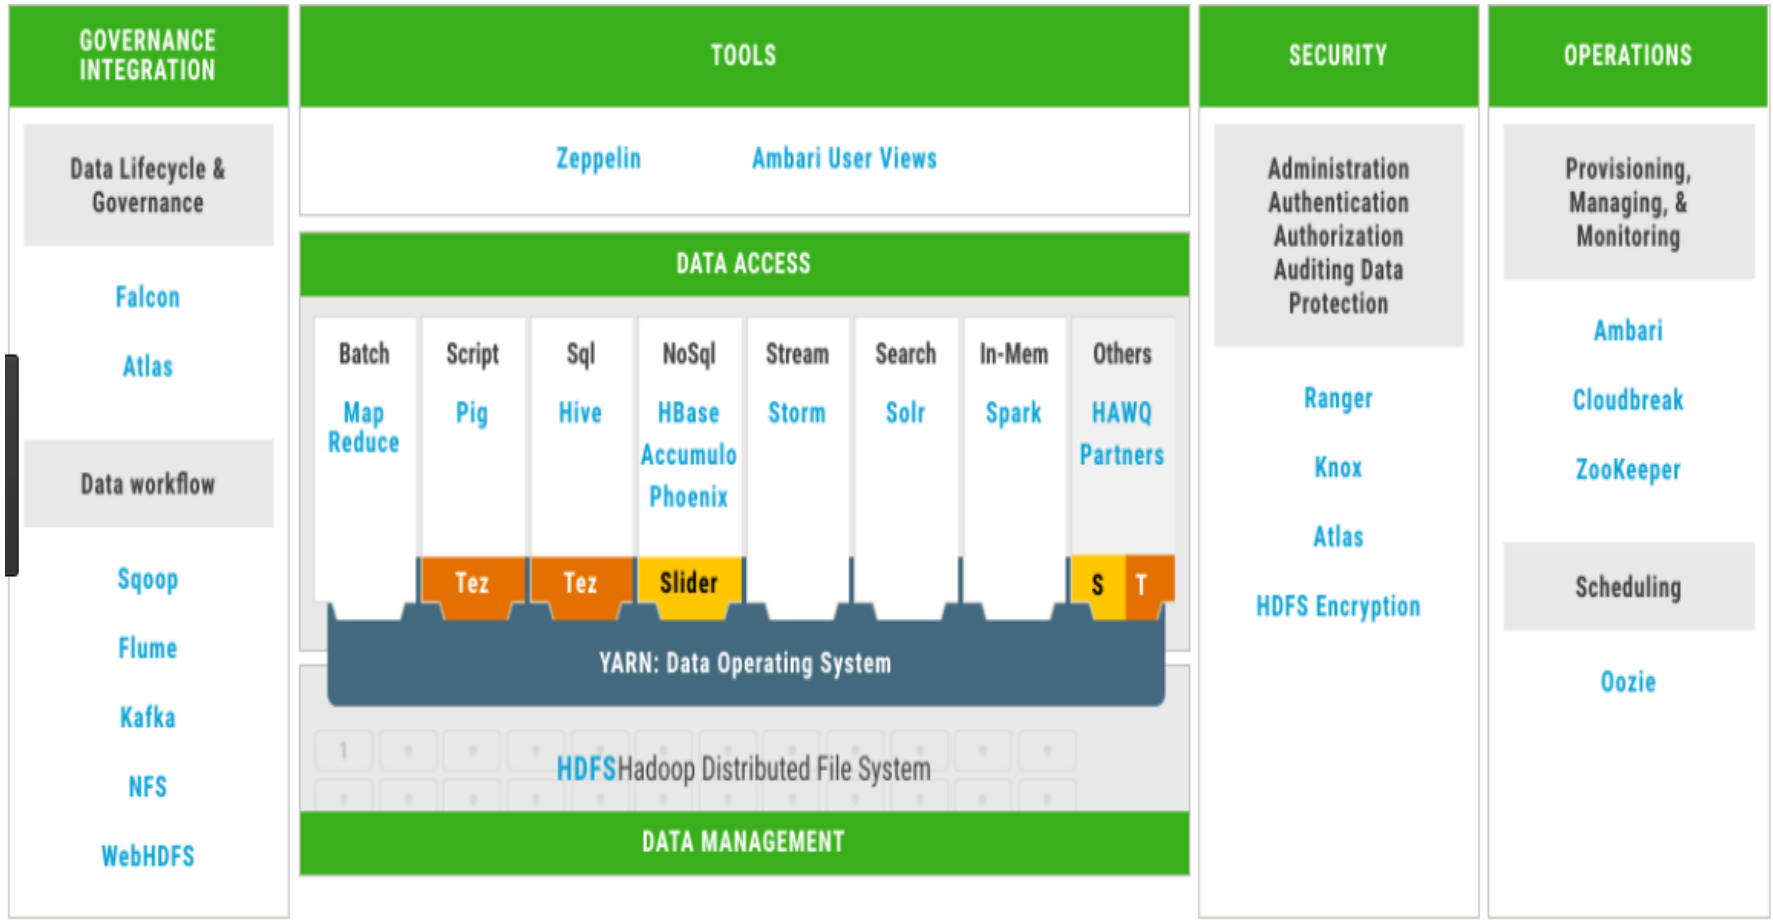 GOVERNANCE
INTEGRATION
Data Lifecycle &
Governance
Falcon
Atlas
Data workflow
Sqoop
Flume
Kafka
NFS
WebHDFS
TOOLS
Zeppelin
Ambari User Views
DATA ACCESS
Batch
Map
Reduce
Script
Pig
Tez
Sql
Hive
Tez
NoSql
HBase
Accumulo
Phoenix
Slider
Stream
Storm
Search
Solr
In-Mem
Spark
Others
HAWQ
Partners
S
T
YARN: Data Operating System
1
HDFSHadoop Distributed File System
DATA MANAGEMENT
SECURITY
Administration
Authentication
Authorization
Auditing Data
Protection
Ranger
Knox
Atlas
HDFS Encryption
OPERATIONS
Provisioning,
Managing, &
Monitoring
Ambari
Cloudbreak
ZooKeeper
Scheduling
Oozie